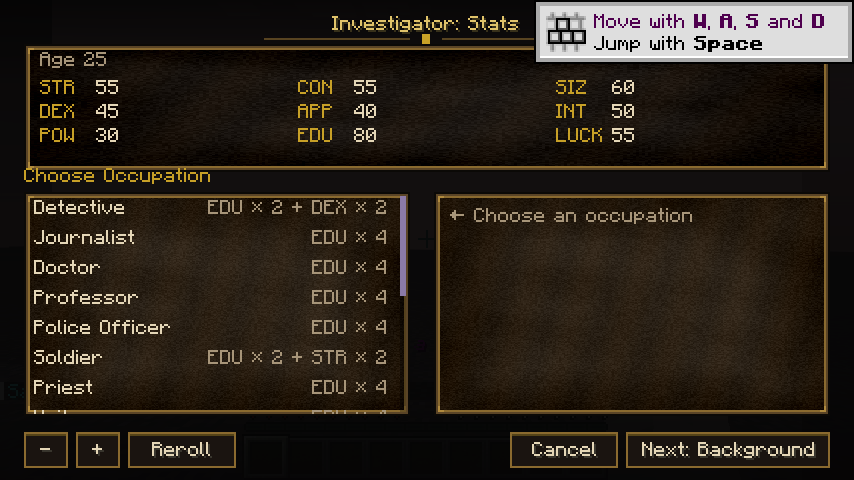 Investigator: Stats
Move with W, A, S and D
Jump with Space
Age 25
STR 55 CON 55 SIZ 60
DEX 45 APP 40 INT 50
POW 30 EDU 80 LUCK 55
Choose Occupation
Detective EDU × 2 + DEX × 2
← Choose an occupation
Journalist EDU × 4
Doctor EDU × 4
Professor EDU × 4
Police Officer EDU × 4
Soldier EDU × 2 + STR × 2
Priest EDU × 4
- + Reroll Cancel Next: Background